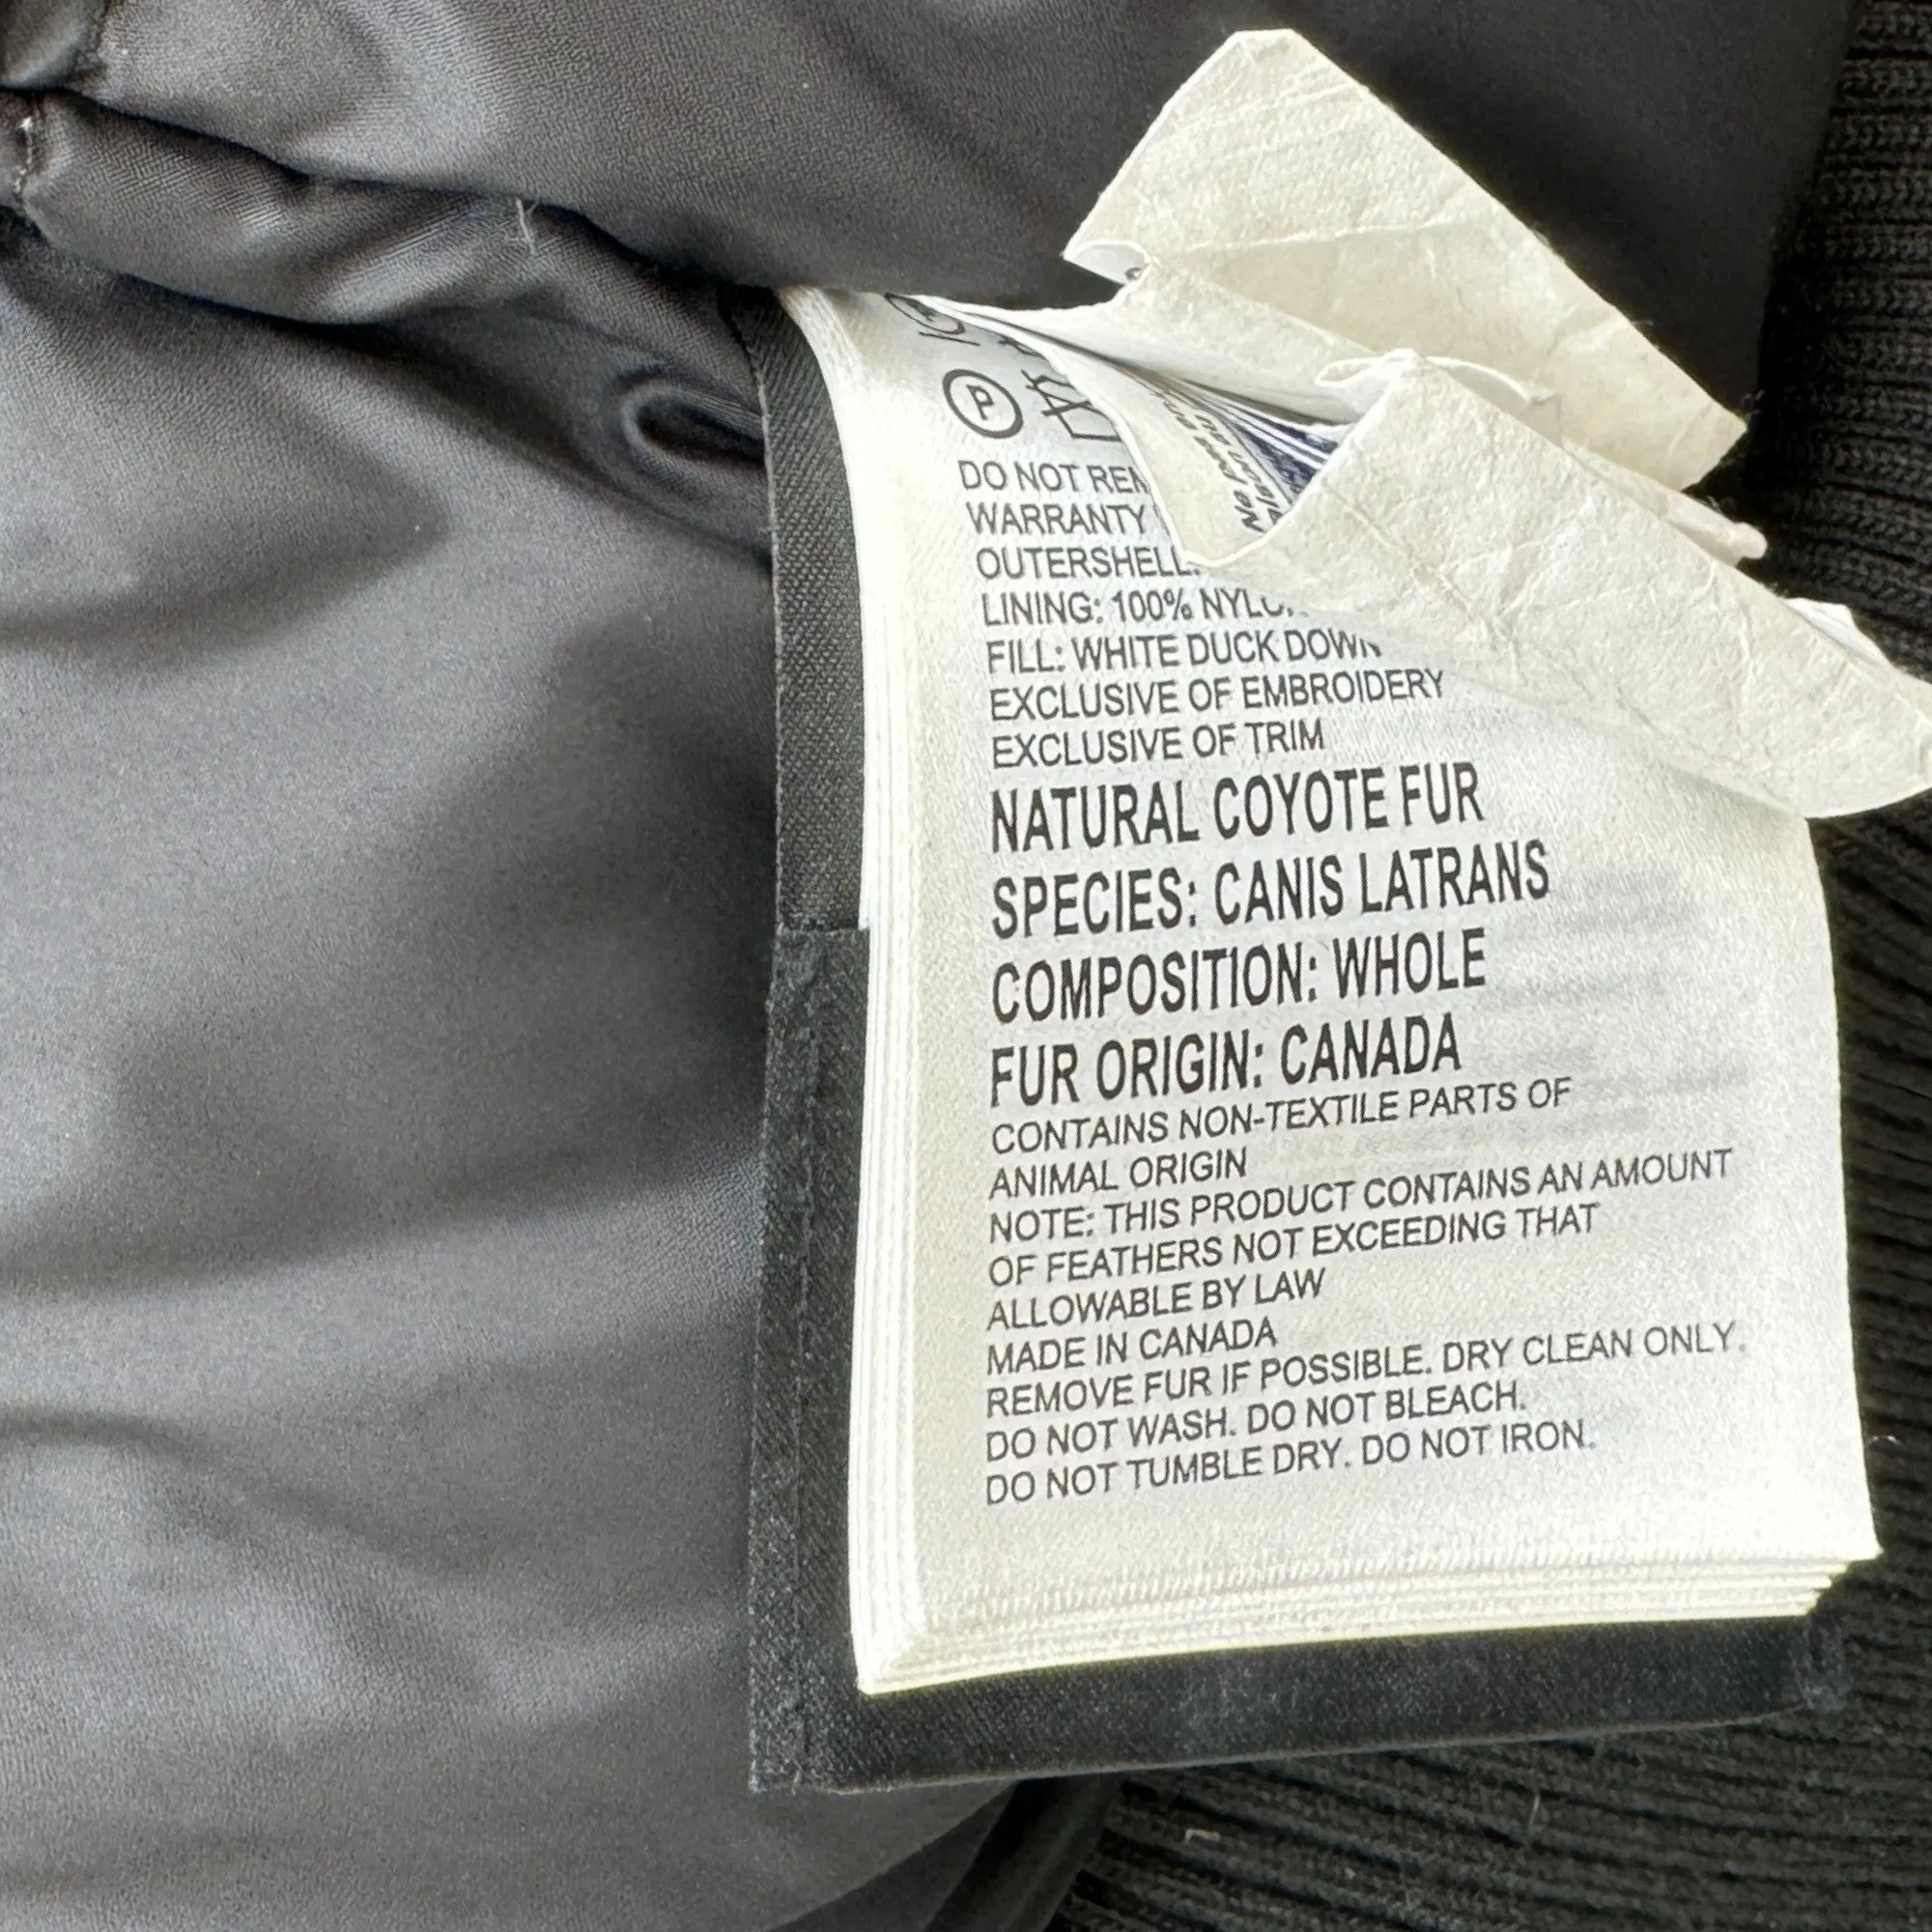 P
DO NOT
WARRANTY
OUTERSHELL:
LINING: 100%
FILL: WHITE DUCK DOWN
EXCLUSIVE OF EMBROIDERY
EXCLUSIVE OF TRIM
NATURAL COYOTE FUR
SPECIES: CANIS LATRANS
COMPOSITION: WHOLE
FUR ORIGIN: CANADA
CONTAINS NON-TEXTILE PARTS OF
ANIMAL ORIGIN
NOTE: THIS PRODUCT CONTAINS AN AMOUNT
OF FEATHERS NOT EXCEEDING THAT
ALLOWABLE BY LAW
MADE IN CANADA
REMOVE FUR IF POSSIBLE. DRY CLEAN ONLY.
DO NOT WASH. DO NOT BLEACH.
DO NOT TUMBLE DRY. DO NOT IRON.